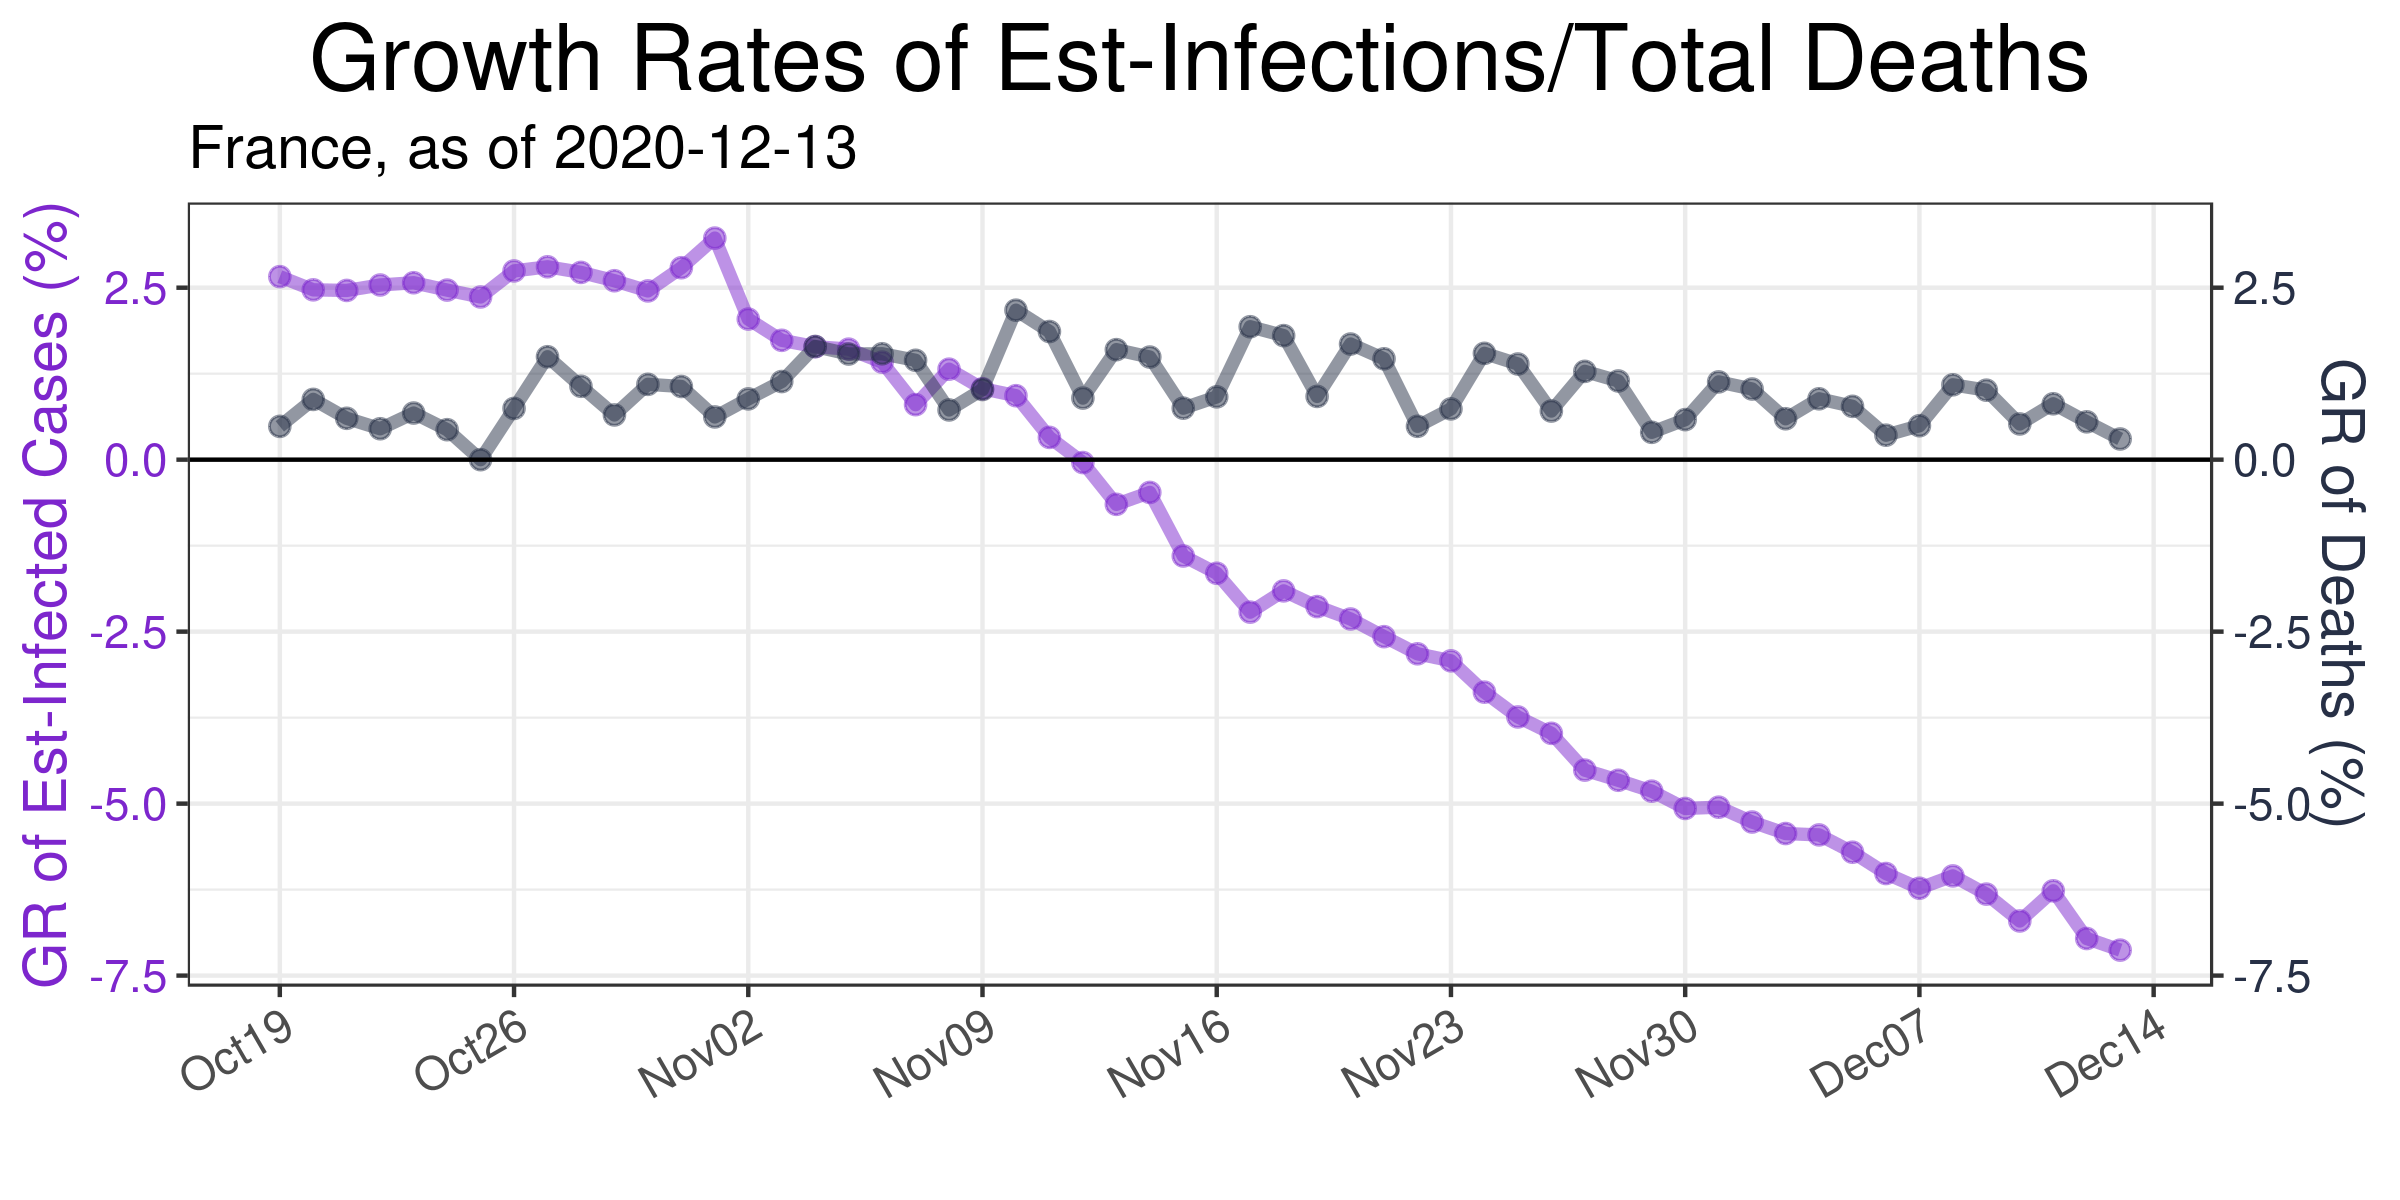 Growth Rates of Est-Infections/Total Deaths
France, as of 2020-12-13
GR of Est-Infected Cases (%)
2.5
0.0
-2.5
-5.0
-7.5
2.5
0.0
-2.5
-5.0
-7.5
GR of Deaths (%)
Oct19
Oct26
Nov02
Nov09
Nov16
Nov23
Nov30
Dec07
Dec14